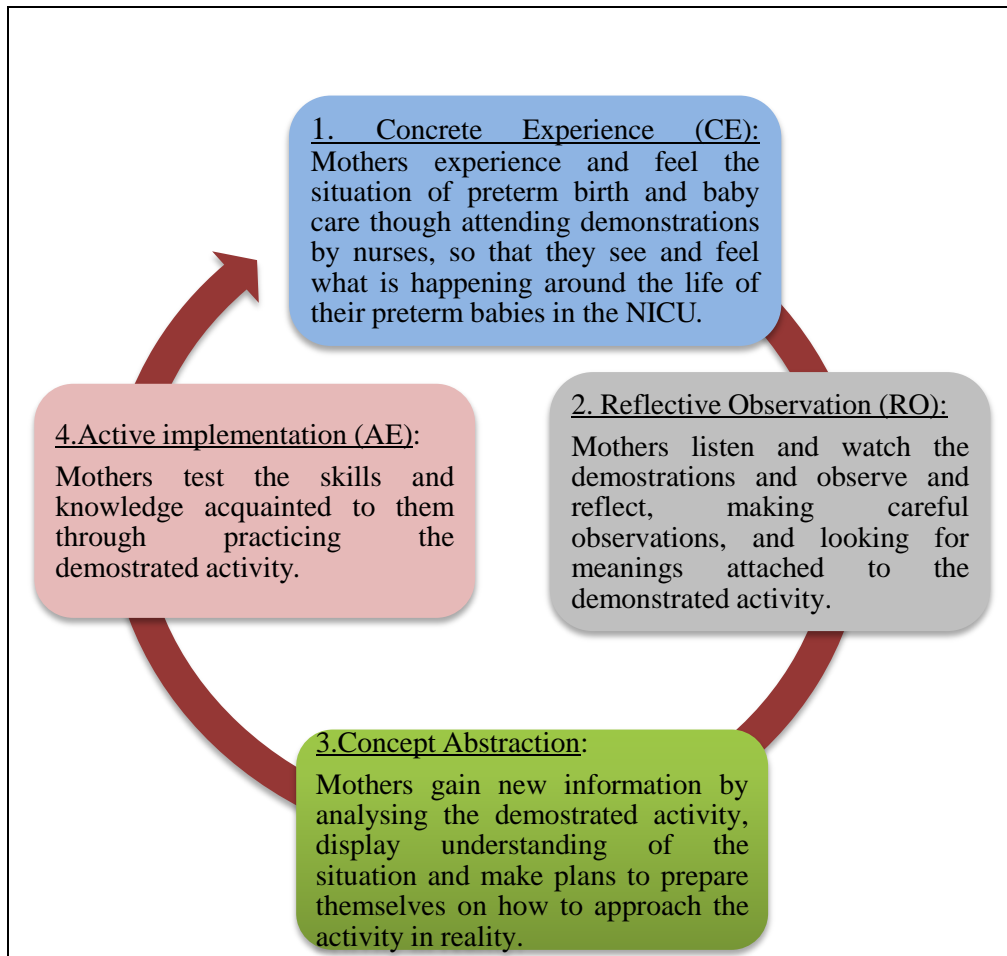 1. Concrete Experience (CE):
Mothers experience and feel the
situation of preterm birth and baby
care though attending demonstrations
by nurses, so that they see and feel
what is happening around the life of
their preterm babies in the NICU.
2. Reflective Observation (RO):
Mothers listen and watch the
demostrations and observe and
reflect, making careful
observations, and looking for
meanings attached to the
demonstrated activity.
3.Concept Abstraction:
Mothers gain new information by
analysing the demostrated activity,
display understanding of the
situation and make plans to prepare
themselves on how to approach the
activity in reality.
4.Active implementation (AE):
Mothers test the skills and
knowledge acquainted to them
through practicing the
demostrated activity.